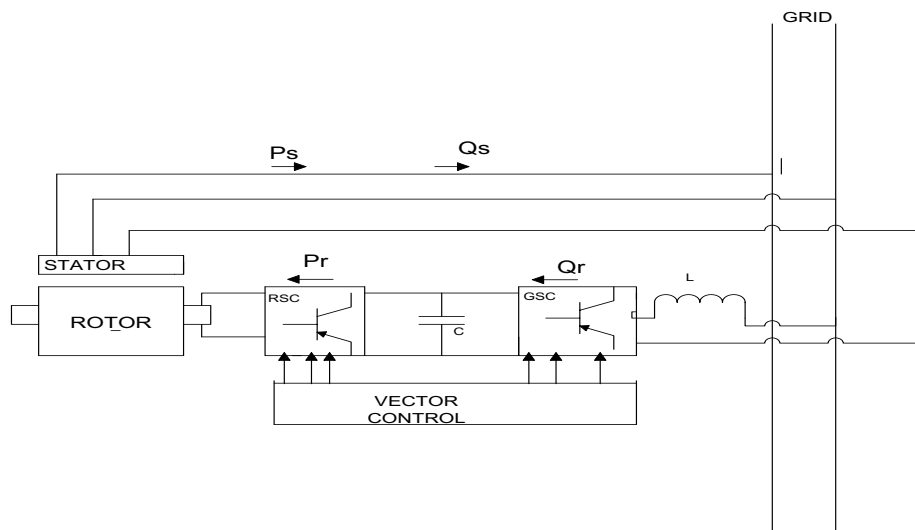 GRID
Ps
Qs
STATOR
Pr
Qr
L
RSC
GSC
ROTOR
C
VECTOR
CONTROL